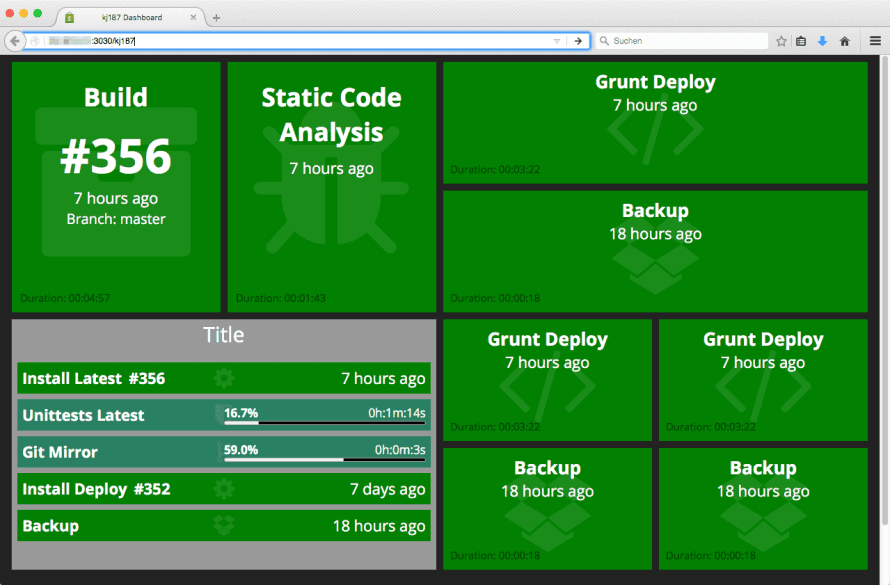 kj187 Dashboard
:3030/kj187
Suchen
Build
#356
7 hours ago
Branch: master
Duration: 00:04:57
Static Code
Analysis
7 hours ago
Duration: 00:01:43
Grunt Deploy
7 hours ago
Duration: 00:03:22
Backup
18 hours ago
Duration: 00:00:18
Title
Install Latest #356 7 hours ago
Unittests Latest 16.7% 0h:1m:14s
Git Mirror 59.0% 0h:0m:3s
Install Deploy #352 7 days ago
Backup 18 hours ago
Grunt Deploy
7 hours ago
Duration: 00:03:22
Grunt Deploy
7 hours ago
Duration: 00:03:22
Backup
18 hours ago
Duration: 00:00:18
Backup
18 hours ago
Duration: 00:00:18